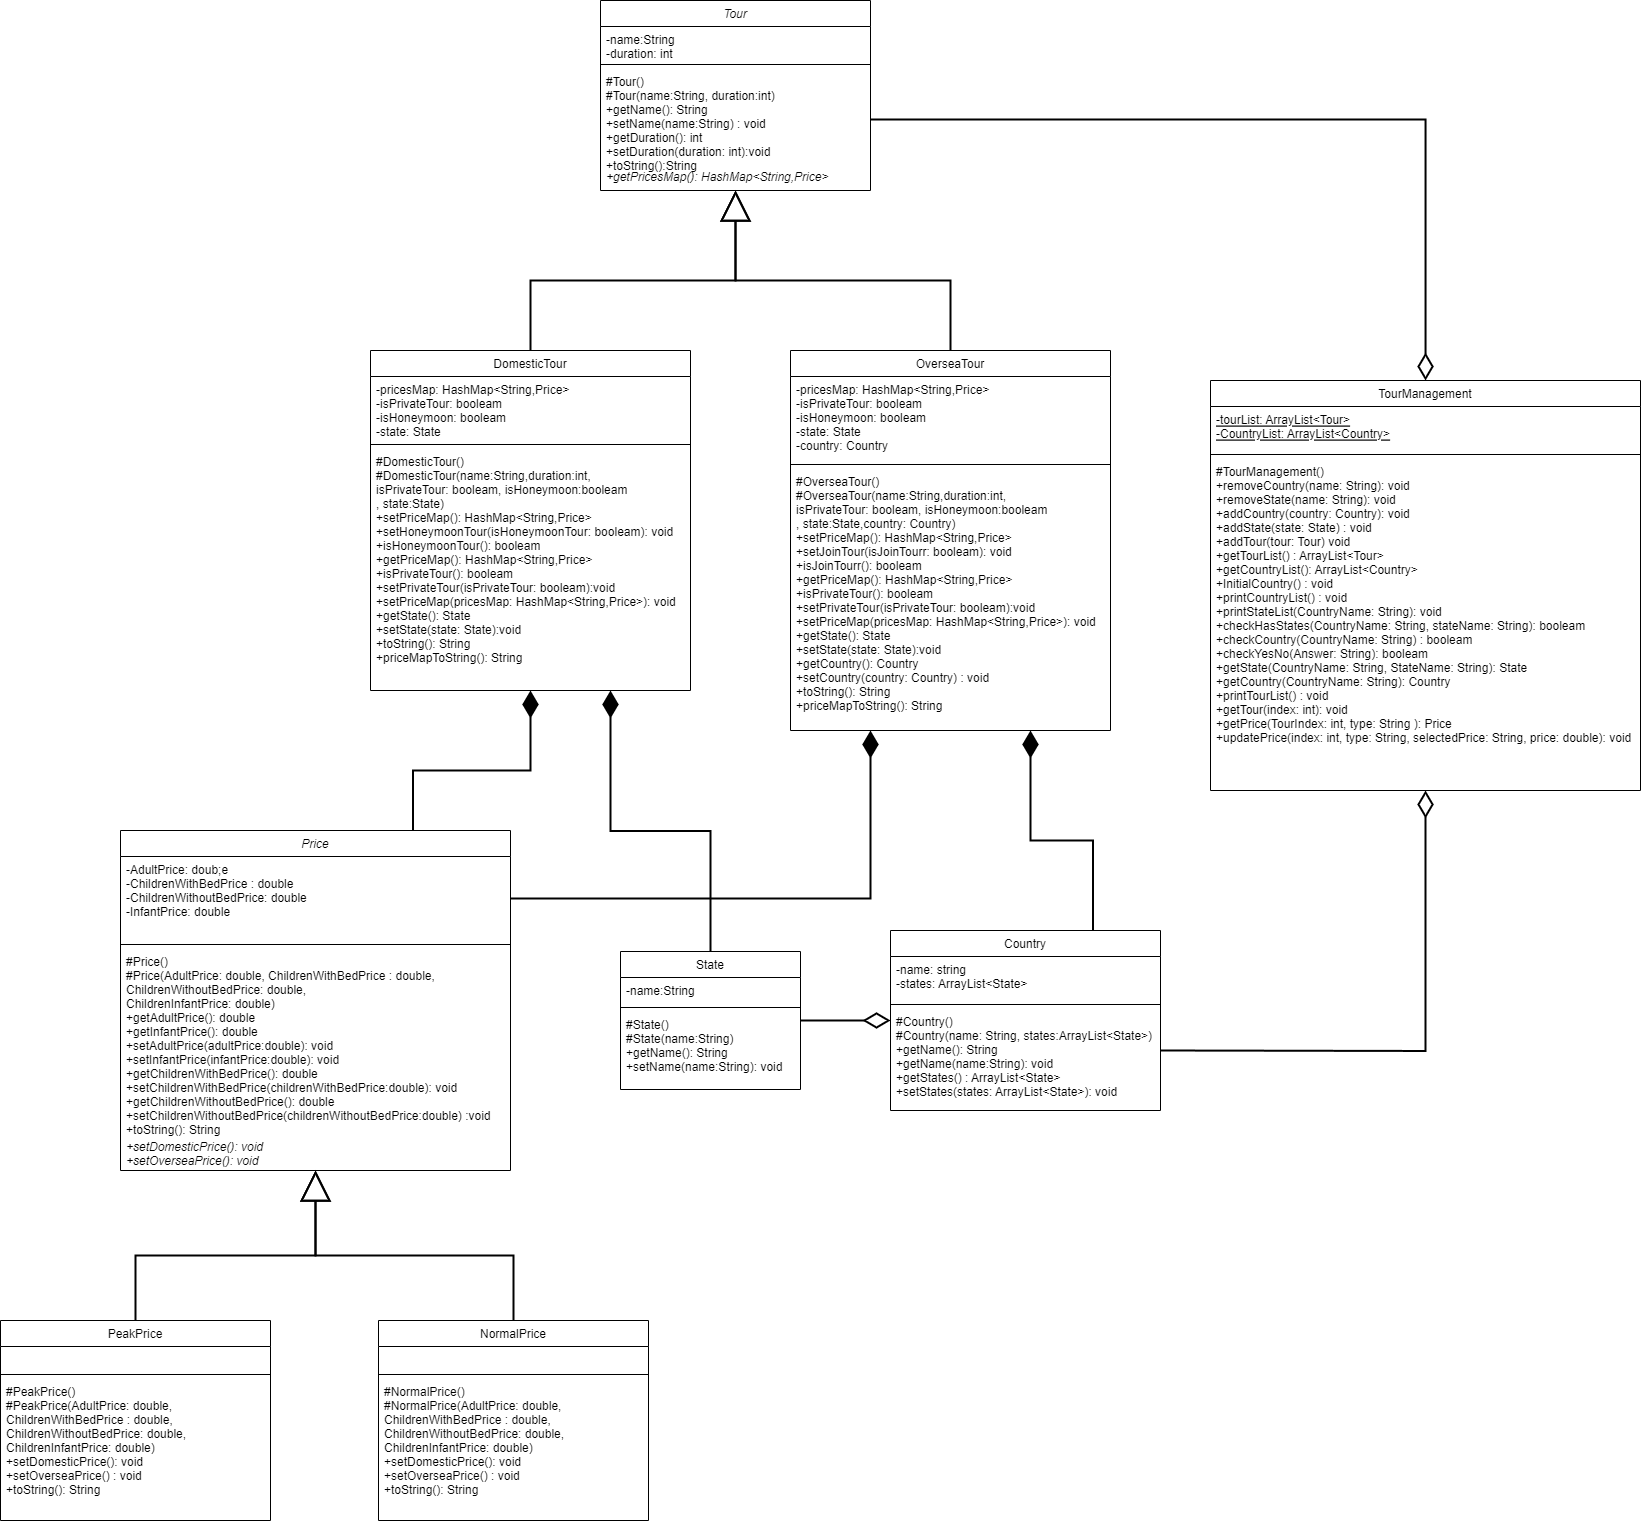 Tour
-name:String
-duration: int
#Tour()
#Tour(name:String, duration:int)
+getName(): String
+setName(name:String) : void
+getDuration(): int
+setDuration(duration: int):void
+toString():String
+getPricesMap(): HashMap<String,Price>
DomesticTour
-pricesMap: HashMap<String,Price>
-isPrivateTour: booleam
-isHoneymoon: booleam
-state: State
#DomesticTour()
#DomesticTour(name:String,duration:int,
isPrivateTour: booleam, isHoneymoon:booleam
, state:State)
+setPriceMap(): HashMap<String,Price>
+setHoneymoonTour(isHoneymoonTour: booleam): void
+isHoneymoonTour(): booleam
+getPriceMap(): HashMap<String,Price>
+isPrivateTour(): booleam
+setPrivateTour(isPrivateTour: booleam):void
+setPriceMap(pricesMap: HashMap<String,Price>): void
+getState(): State
+setState(state: State):void
+toString(): String
+priceMapToString(): String
OverseaTour
-pricesMap: HashMap<String,Price>
-isPrivateTour: booleam
-isHoneymoon: booleam
-state: State
-country: Country
#OverseaTour()
#OverseaTour(name:String,duration:int,
isPrivateTour: booleam, isHoneymoon:booleam
, state:State,country: Country)
+setPriceMap(): HashMap<String,Price>
+setJoinTour(isJoinTourr: booleam): void
+isJoinTourr(): booleam
+getPriceMap(): HashMap<String,Price>
+isPrivateTour(): booleam
+setPrivateTour(isPrivateTour: booleam):void
+setPriceMap(pricesMap: HashMap<String,Price>): void
+getState(): State
+setState(state: State):void
+getCountry(): Country
+setCountry(country: Country) : void
+toString(): String
+priceMapToString(): String
TourManagement
-tourList: ArrayList<Tour>
-CountryList: ArrayList<Country>
#TourManagement()
+removeCountry(name: String): void
+removeState(name: String): void
+addCountry(country: Country): void
+addState(state: State) : void
+addTour(tour: Tour) void
+getTourList() : ArrayList<Tour>
+getCountryList(): ArrayList<Country>
+InitialCountry() : void
+printCountryList() : void
+printStateList(CountryName: String): void
+checkHasStates(CountryName: String, stateName: String): booleam
+checkCountry(CountryName: String) : booleam
+checkYesNo(Answer: String): booleam
+getState(CountryName: String, StateName: String): State
+getCountry(CountryName: String): Country
+printTourList() : void
+getTour(index: int): void
+getPrice(TourIndex: int, type: String ): Price
+updatePrice(index: int, type: String, selectedPrice: String, price: double): void
Price
-AdultPrice: doub;e
-ChildrenWithBedPrice : double
-ChildrenWithoutBedPrice: double
-InfantPrice: double
#Price()
#Price(AdultPrice: double, ChildrenWithBedPrice : double,
ChildrenWithoutBedPrice: double,
ChildrenInfantPrice: double)
+getAdultPrice(): double
+getInfantPrice(): double
+setAdultPrice(adultPrice:double): void
+setInfantPrice(infantPrice:double): void
+getChildrenWithBedPrice(): double
+setChildrenWithBedPrice(childrenWithBedPrice:double): void
+getChildrenWithoutBedPrice(): double
+setChildrenWithoutBedPrice(childrenWithoutBedPrice:double) :void
+toString(): String
+setDomesticPrice(): void
+setOverseaPrice(): void
State
-name:String
#State()
#State(name:String)
+getName(): String
+setName(name:String): void
Country
-name: string
-states: ArrayList<State>
#Country()
#Country(name: String, states:ArrayList<State>)
+getName(): String
+getName(name:String): void
+getStates() : ArrayList<State>
+setStates(states: ArrayList<State>): void
PeakPrice
#PeakPrice()
#PeakPrice(AdultPrice: double,
ChildrenWithBedPrice : double,
ChildrenWithoutBedPrice: double,
ChildrenInfantPrice: double)
+setDomesticPrice(): void
+setOverseaPrice() : void
+toString(): String
NormalPrice
#NormalPrice()
#NormalPrice(AdultPrice: double,
ChildrenWithBedPrice : double,
ChildrenWithoutBedPrice: double,
ChildrenInfantPrice: double)
+setDomesticPrice(): void
+setOverseaPrice() : void
+toString(): String